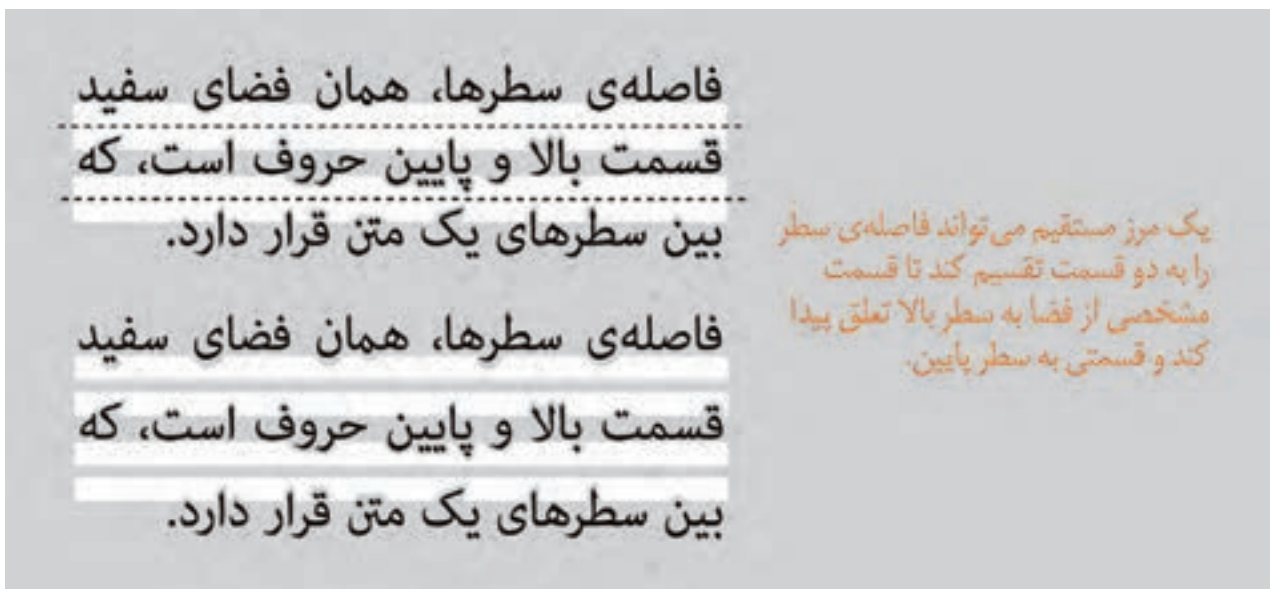 فاصله‌ی سطرها، همان فضای سفید
قسمت بالا و پایین حروف است، که
بین سطرهای یک متن قرار دارد.
فاصله‌ی سطرها، همان فضای سفید
قسمت بالا و پایین حروف است، که
بین سطرهای یک متن قرار دارد.
یک مرز مستقیم می‌تواند فاصله‌ی سطر
را به دو قسمت تقسیم کند تا قسمت
مشخصی از فضا به سطر بالا تعلق پیدا
کند و قسمتی به سطر پایین.